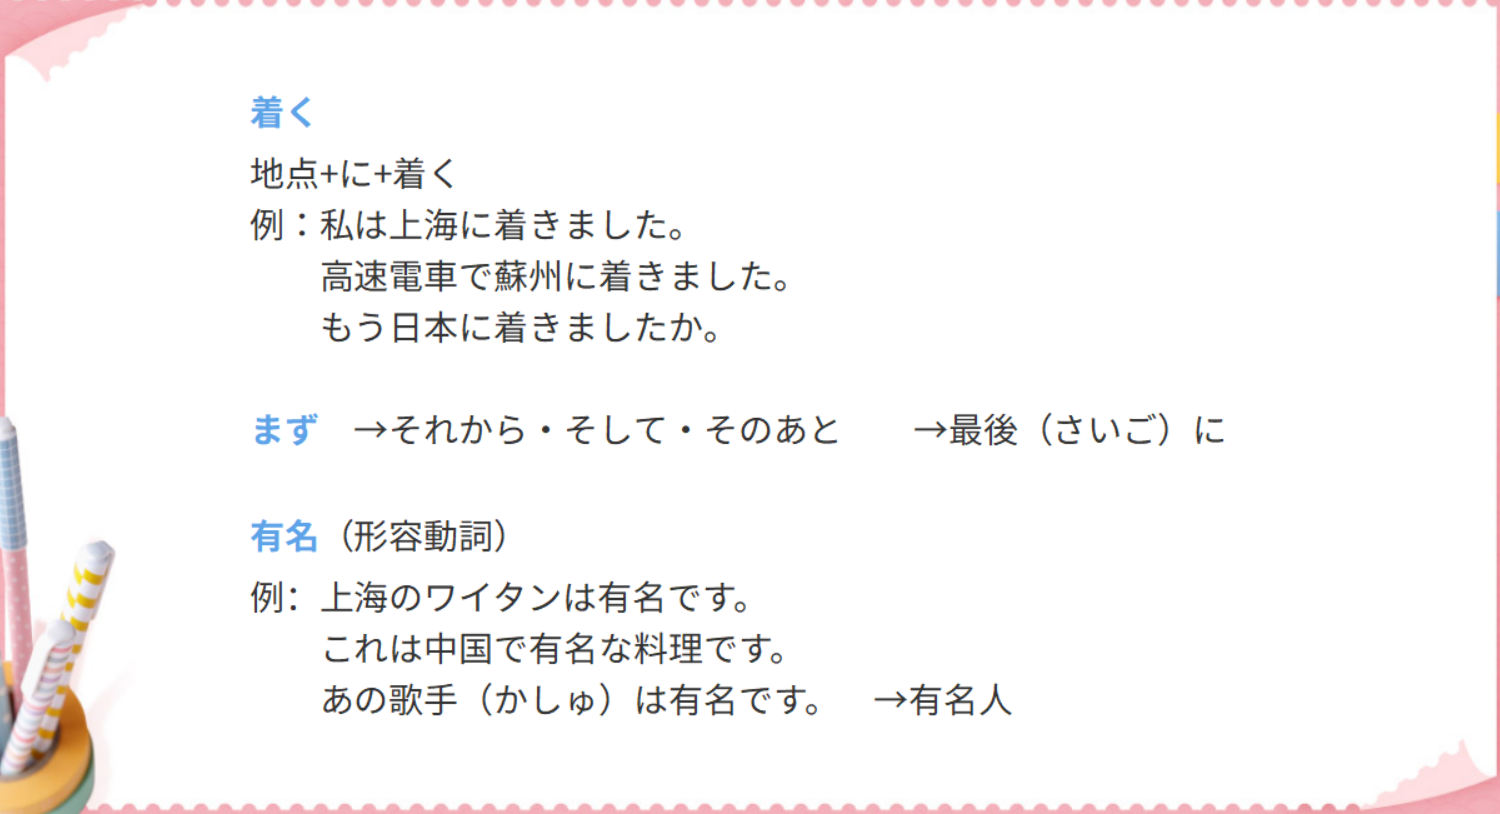 着く
地点+に+着く
例：私は上海に着きました。
高速電車で蘇州に着きました。
もう日本に着きましたか。
まず　→それから・そして・そのあと　　→最後（さいご）に
有名（形容動詞）
例：上海のワイタンは有名です。
これは中国で有名な料理です。
あの歌手（かしゅ）は有名です。　→有名人